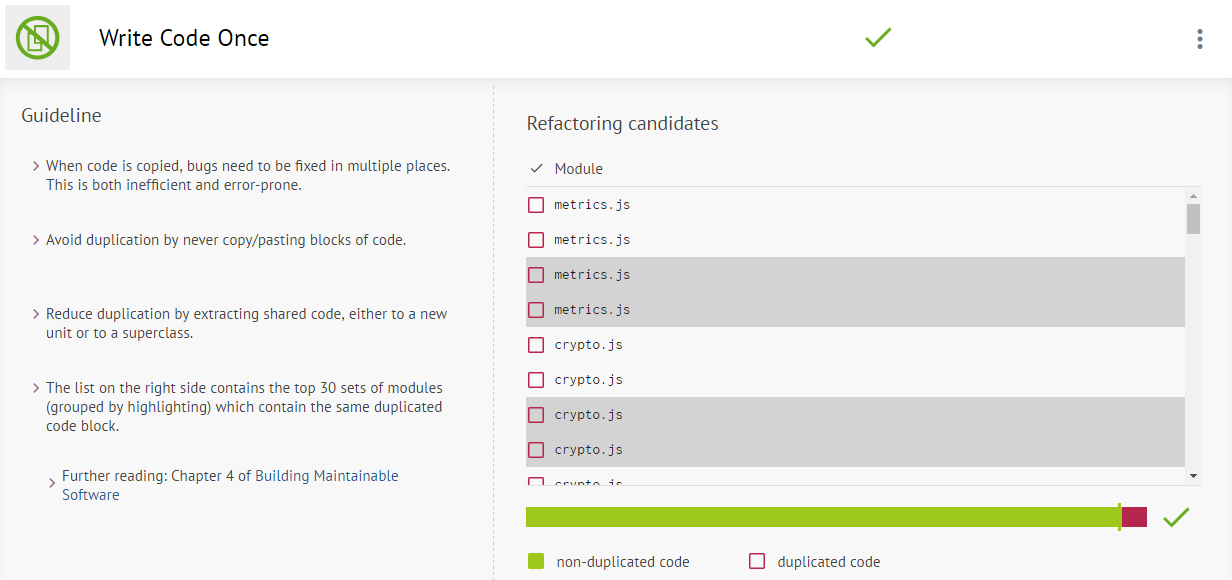 Write Code Once
Guideline
When code is copied, bugs need to be fixed in multiple places.
This is both inefficient and error-prone.
Avoid duplication by never copy/pasting blocks of code.
Reduce duplication by extracting shared code, either to a new
unit or to a superclass.
The list on the right side contains the top 30 sets of modules
(grouped by highlighting) which contain the same duplicated
code block.
Further reading: Chapter 4 of Building Maintainable
Software
Refactoring candidates
Module
metrics.js
metrics.js
metrics.js
metrics.js
crypto.js
crypto.js
crypto.js
crypto.js
crypto.js
non-duplicated code
duplicated code